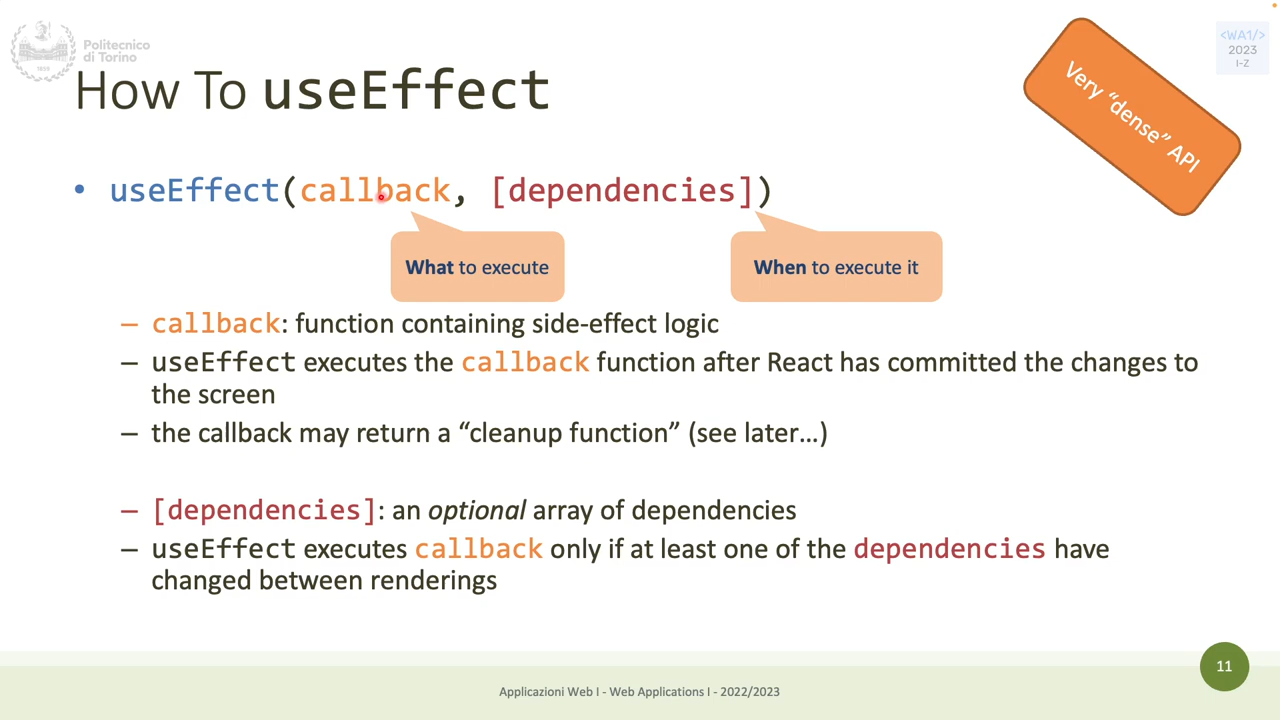 Politecnico
di Torino
1859
<WA1/>
2023
I-Z
How To useEffect
Very “dense” API
• useEffect(callback, [dependencies])
What to execute
When to execute it
– callback: function containing side-effect logic
– useEffect executes the callback function after React has committed the changes to
the screen
– the callback may return a “cleanup function” (see later…)
– [dependencies]: an optional array of dependencies
– useEffect executes callback only if at least one of the dependencies have
changed between renderings
11
Applicazioni Web I - Web Applications I - 2022/2023